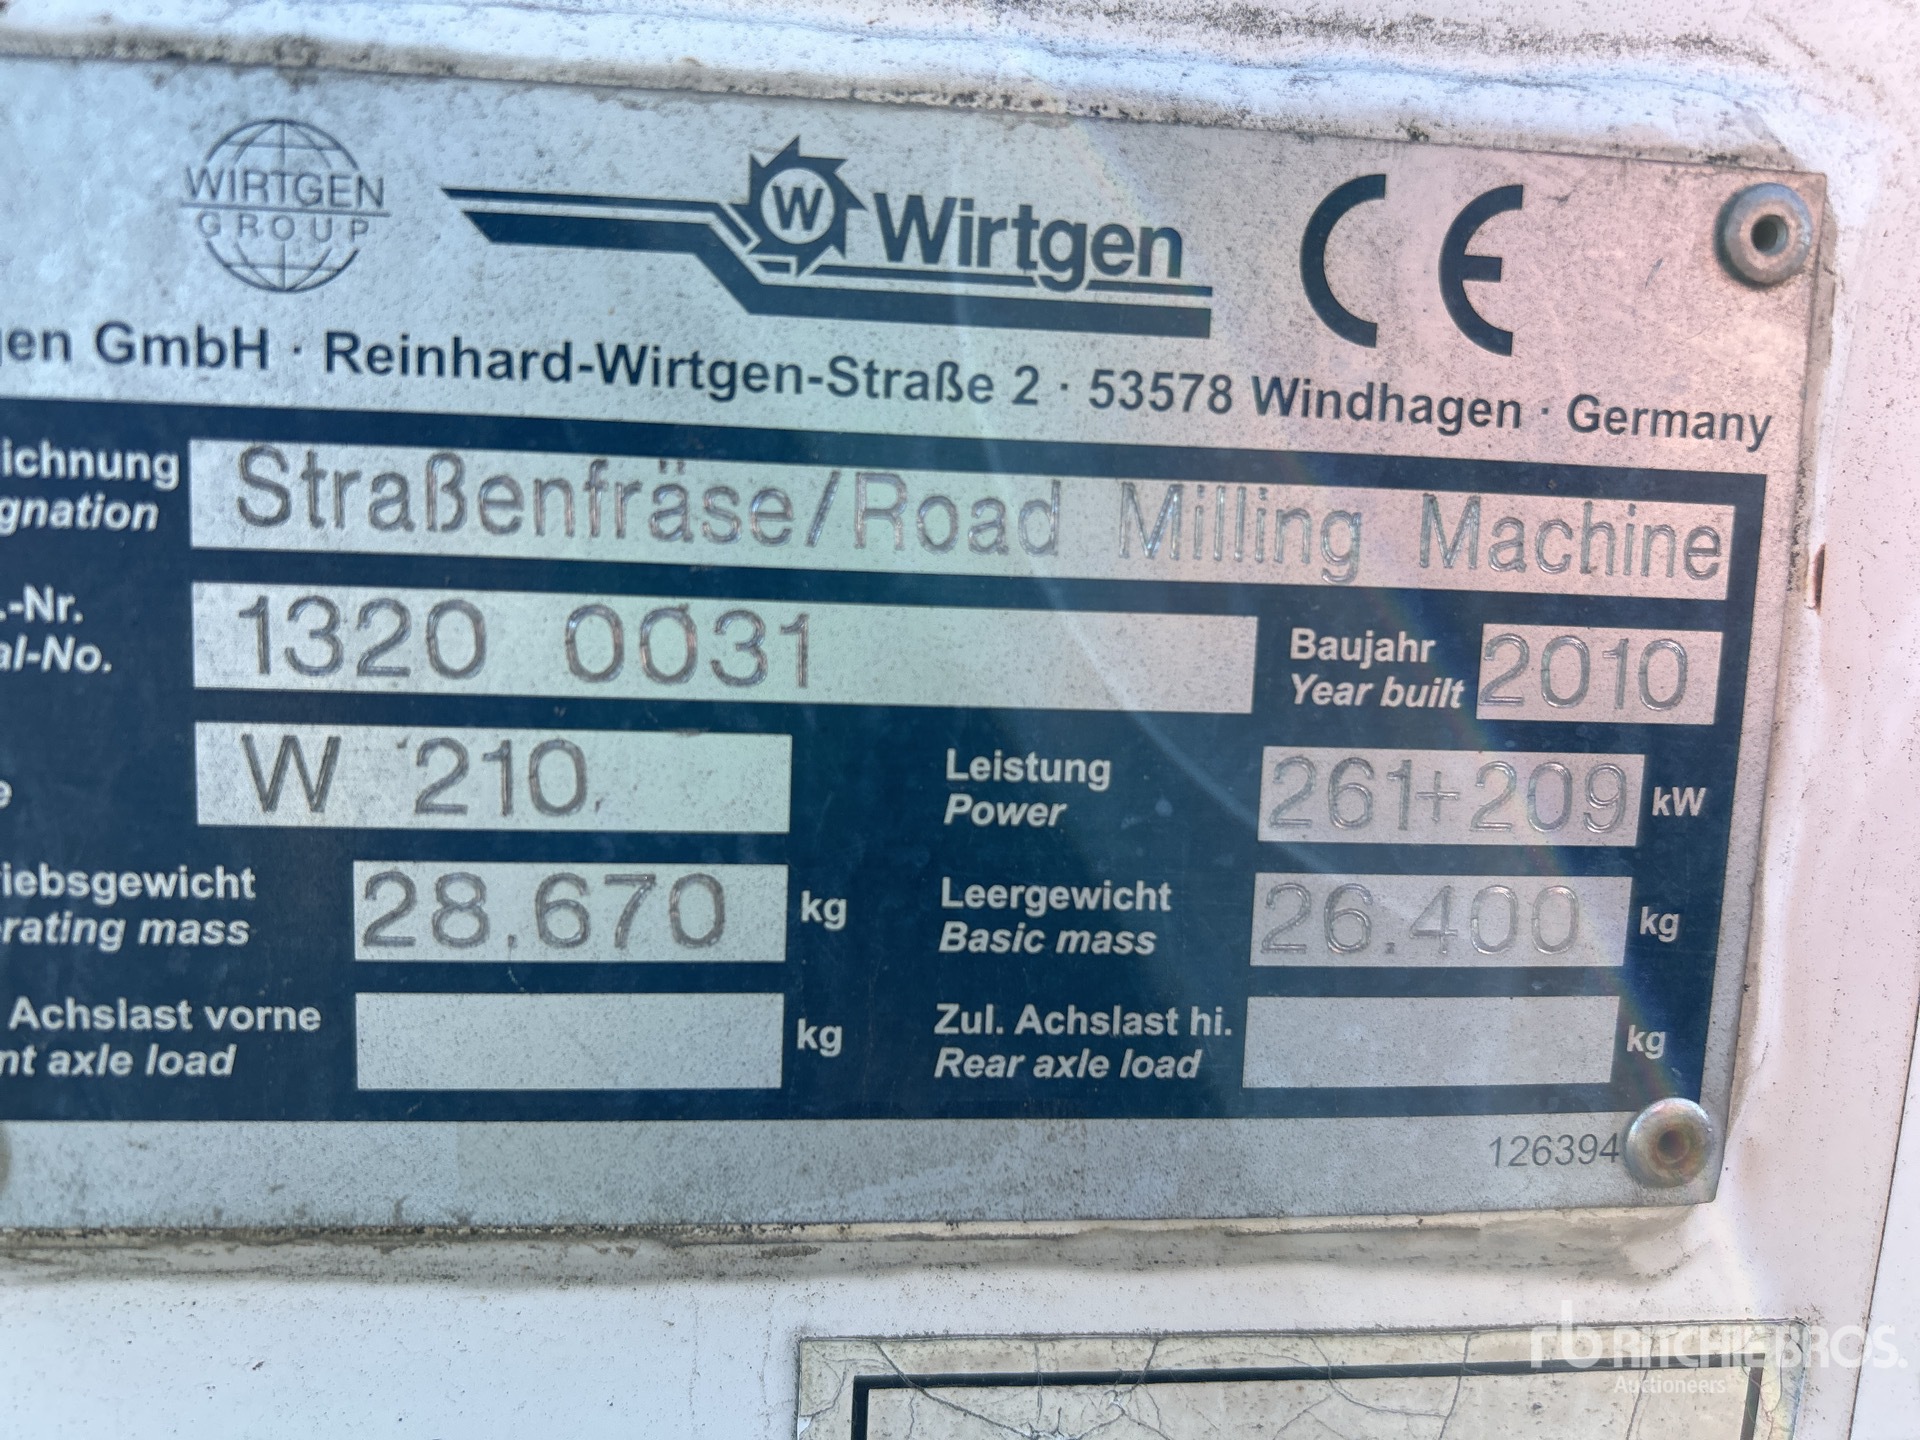 WIRTGEN
GROUP
W Wirtgen CE
gen GmbH · Reinhard-Wirtgen-Straße 2 · 53578 Windhagen · Germany
ichnung
gnation
Straßenfräse/Road Milling Machine
.-Nr.
al-No.
1320 0031
Baujahr
Year built
2010
e
W 210
Leistung
Power
261+209 kW
iebsgewicht
rating mass
28.670 kg
Leergewicht
Basic mass
26.400 kg
Achslast vorne
nt axle load
kg
Zul. Achslast hi.
Rear axle load
kg
126394
rb RITCHIE BROS.
Auctioneers